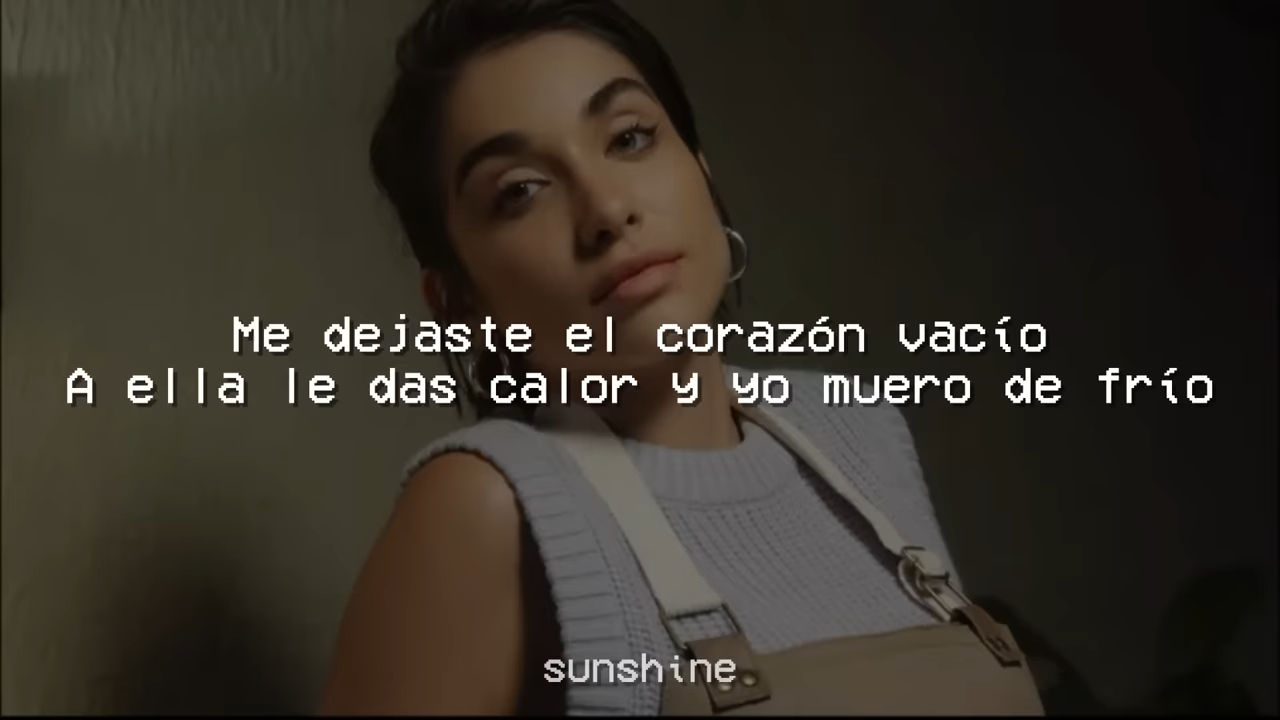 Me dejaste el corazón vacío
A ella le das calor y yo muero de frío
sunshine